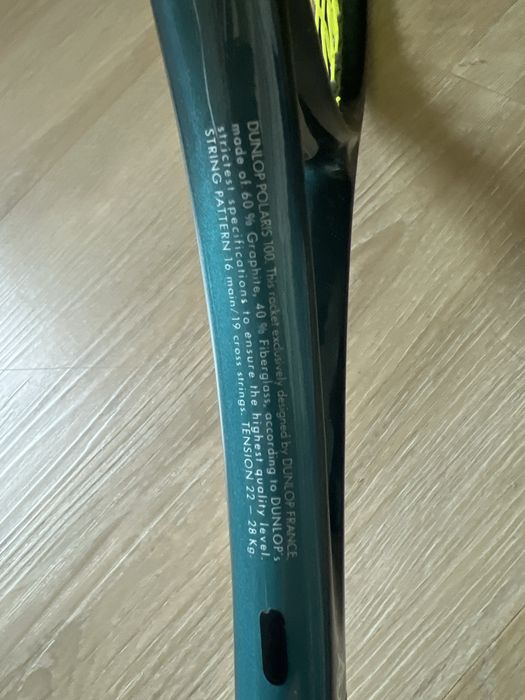 DUNLOP POLARIS 100. This racket exclusively designed by DUNLOP FRANCE
made of 60 % Graphite, 40 % Fiberglass, according to DUNLOP's
strictest specifications to ensure the highest quality level.
STRING PATTERN 16 main/19 cross strings. TENSION 22 – 28 Kg.